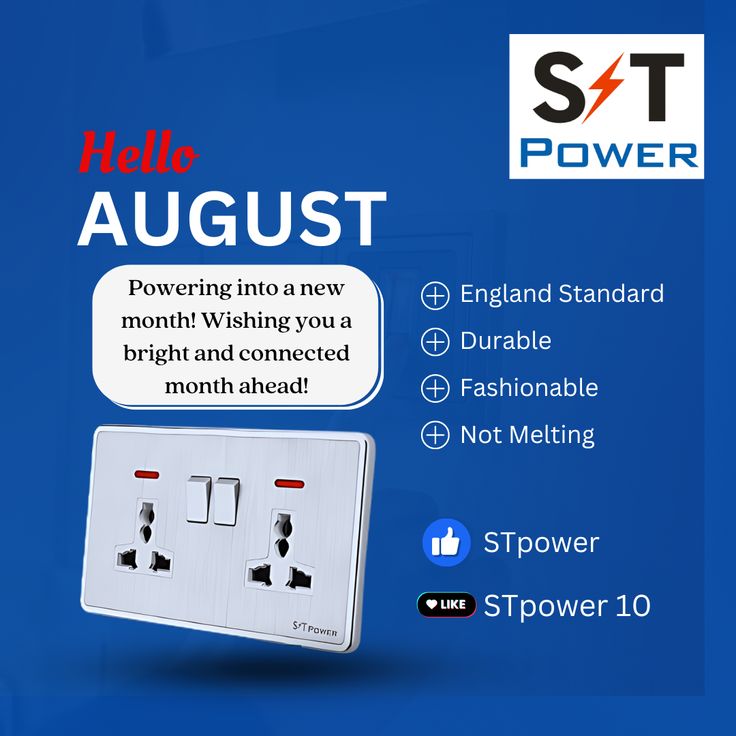 S⚡T
POWER
Hello
AUGUST
Powering into a new
month! Wishing you a
bright and connected
month ahead!
England Standard
Durable
Fashionable
Not Melting
STpower
LIKE
STpower 10
S⚡T POWER